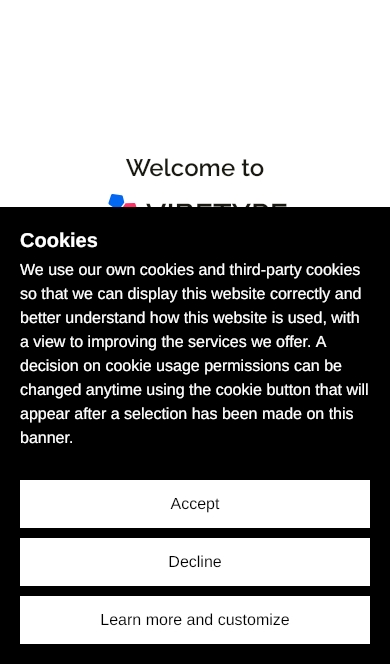 Welcome to
VIBETYPE
Cookies
We use our own cookies and third-party cookies
so that we can display this website correctly and
better understand how this website is used, with
a view to improving the services we offer. A
decision on cookie usage permissions can be
changed anytime using the cookie button that will
appear after a selection has been made on this
banner.
Accept
Decline
Learn more and customize